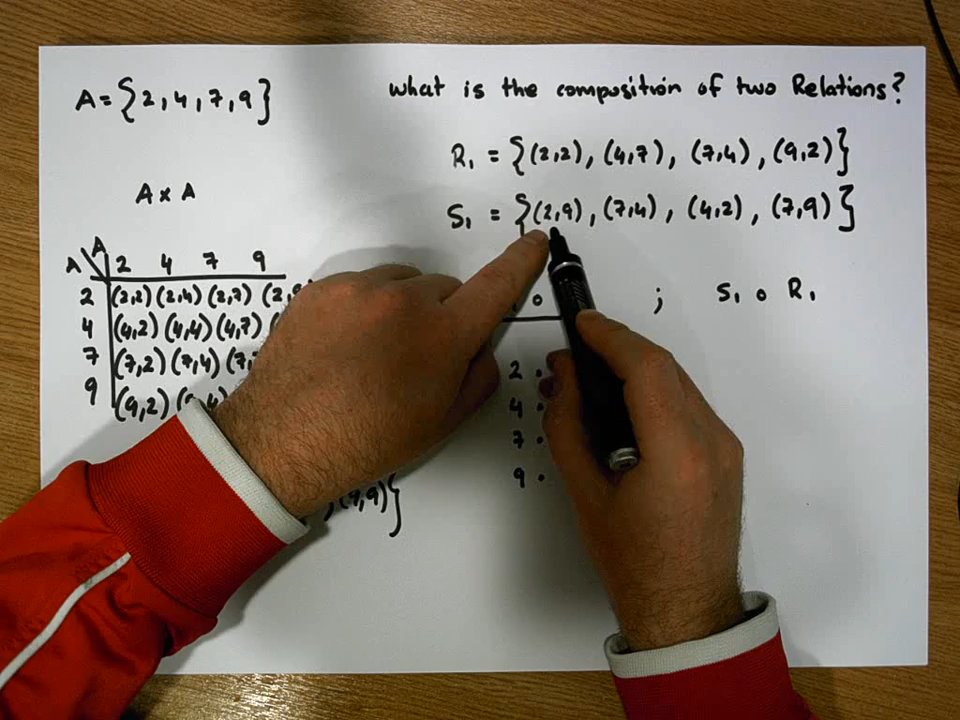 A = {2, 4, 7, 9}
what is the composition of two Relations?
R₁ = {(2,2), (4,7), (7,4), (9,2)}
S₁ = {(2,9), (7,4), (4,2), (7,9)}
A x A
A
A 2 4 7 9
2 (2,2) (2,4) (2,7) (2,
4 (4,2) (4,4) (4,7)
7 (7,2) (7,4) (7,
9 (9,2)
, (9,9)}
o ; S₁ o R₁
2 .
4 .
7 .
9 .